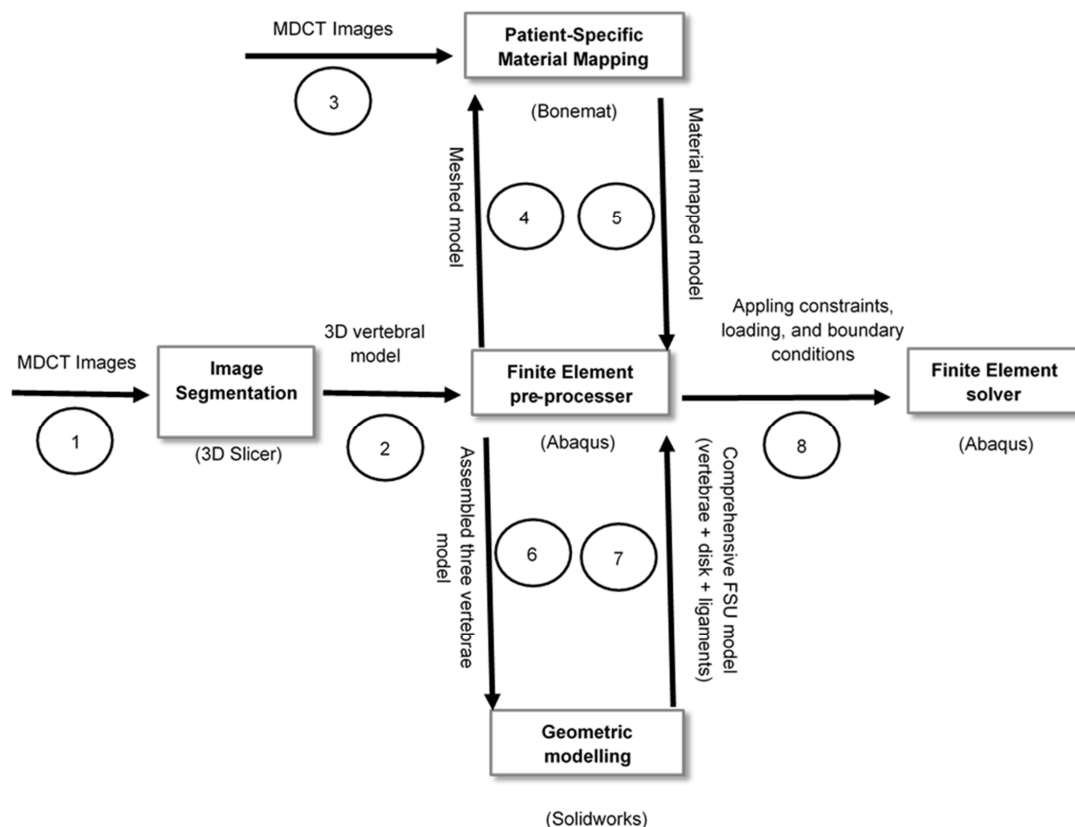 MDCT Images
3
Patient-Specific
Material Mapping
(Bonemat)
Meshed model
4
5
Material mapped model
MDCT Images
1
Image
Segmentation
(3D Slicer)
3D vertebral
model
2
Finite Element
pre-processer
(Abaqus)
Appling constraints,
loading, and boundary
conditions
8
Finite Element
solver
(Abaqus)
Assembled three vertebrae
model
6
7
Comprehensive FSU model
(vertebrae + disk + ligaments)
Geometric
modelling
(Solidworks)